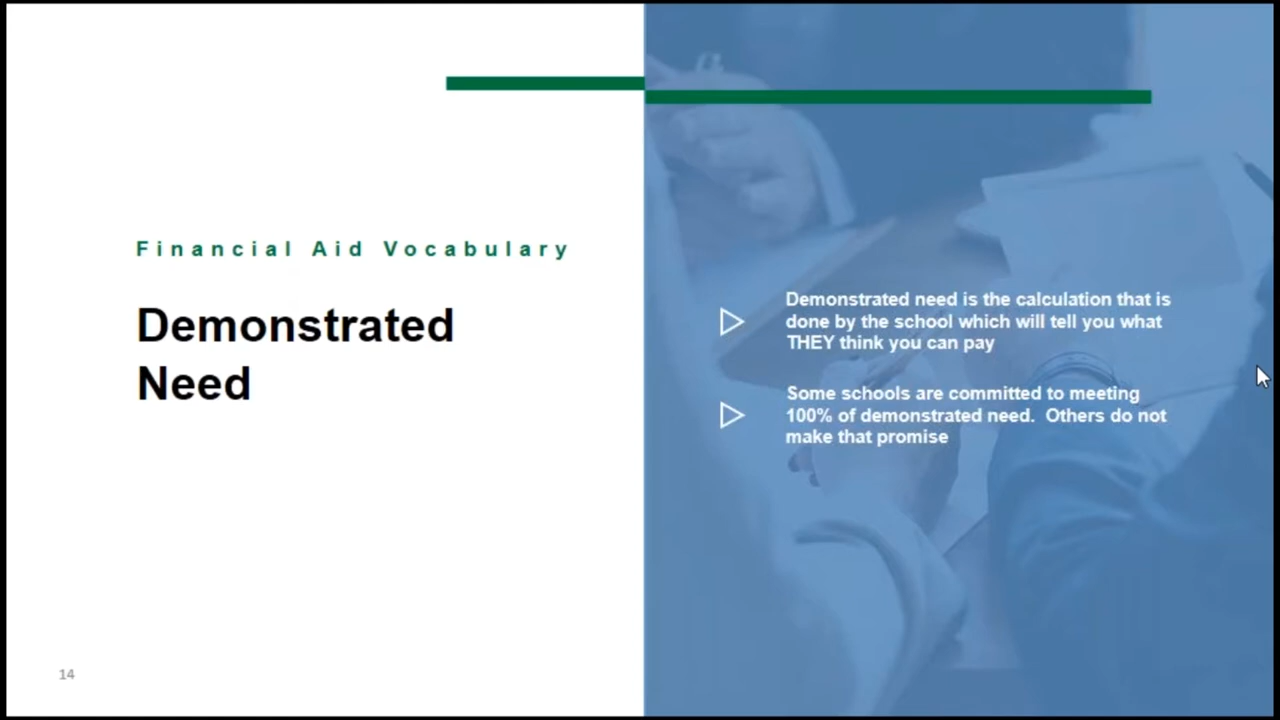 Financial Aid Vocabulary
Demonstrated
Need
Demonstrated need is the calculation that is
done by the school which will tell you what
THEY think you can pay
Some schools are committed to meeting
100% of demonstrated need.  Others do not
make that promise
14